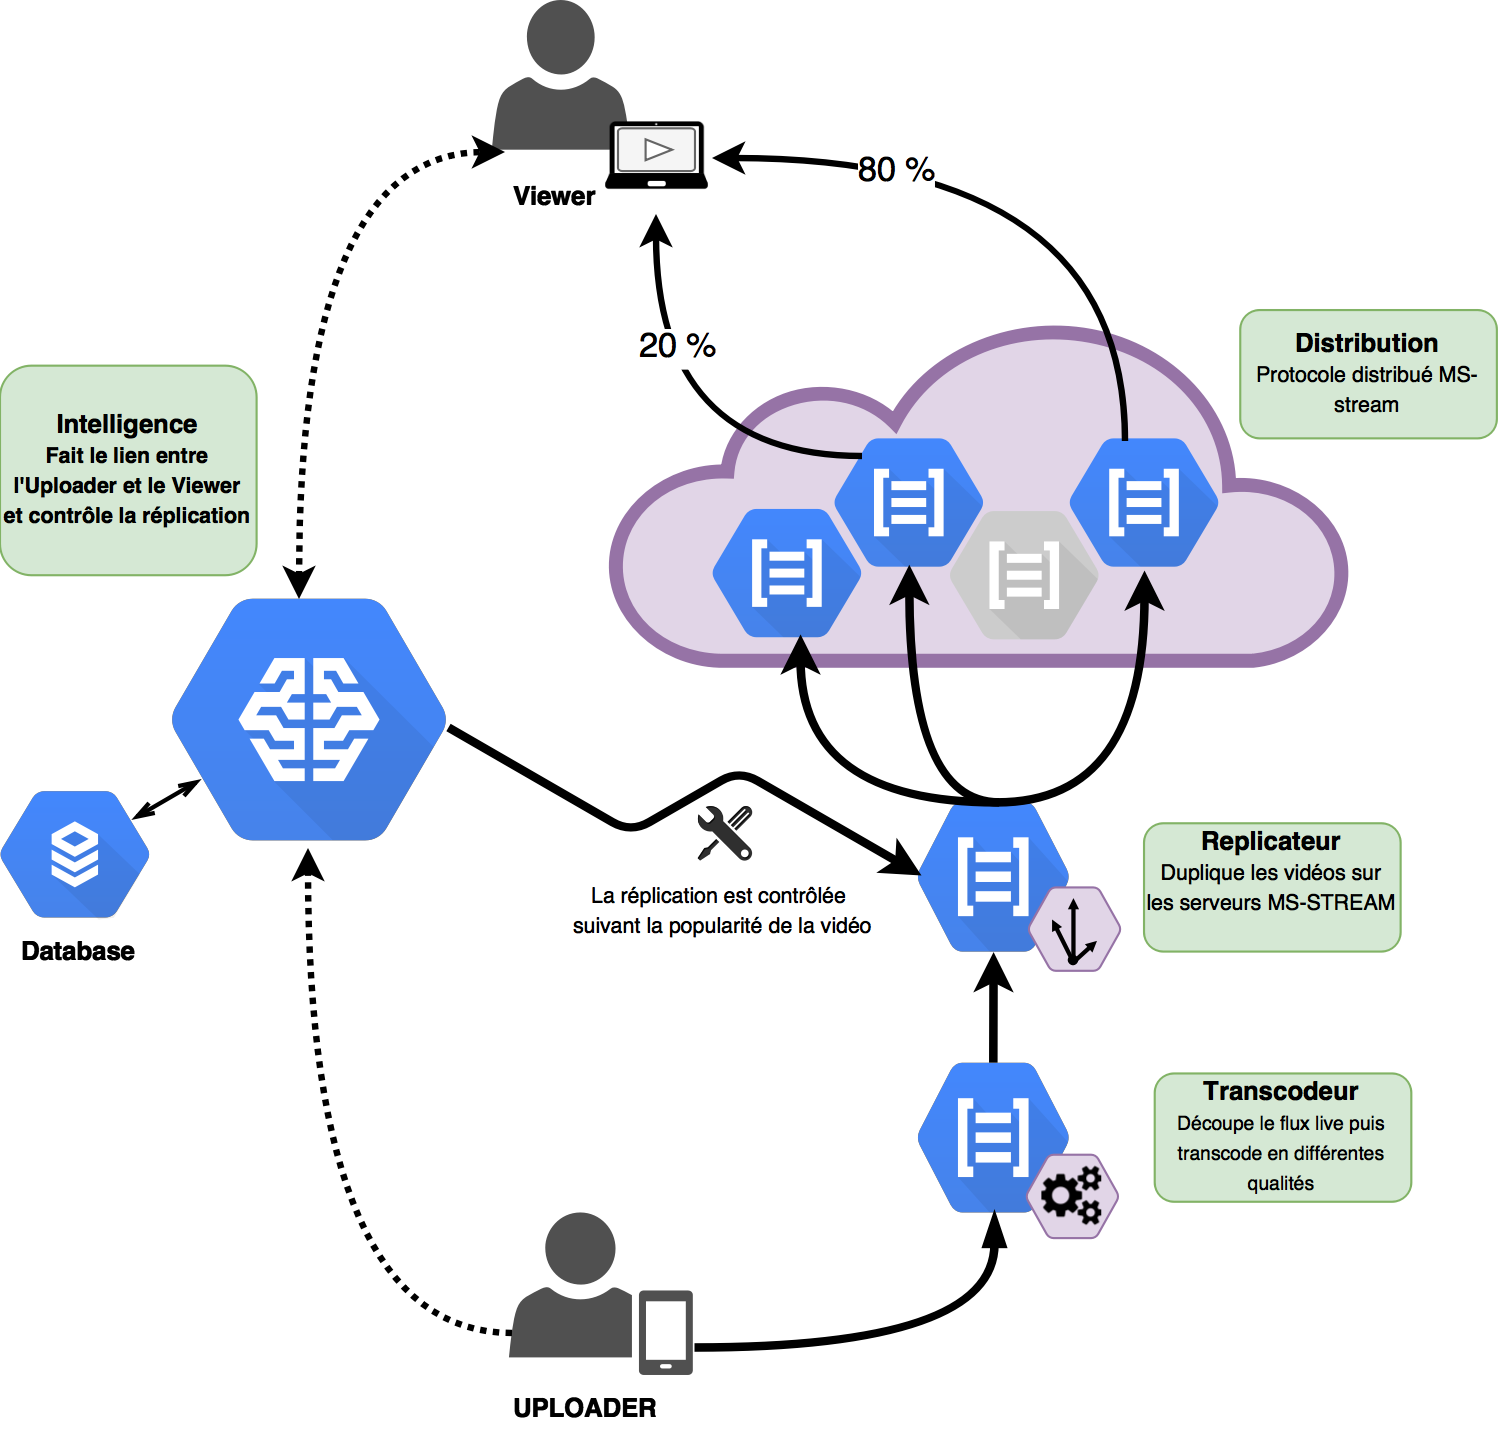 Viewer
80 %
20 %
Distribution
Protocole distribué MS-
stream
Intelligence
Fait le lien entre
l'Uploader et le Viewer
et contrôle la réplication
Database
La réplication est contrôlée
suivant la popularité de la vidéo
Replicateur
Duplique les vidéos sur
les serveurs MS-STREAM
Transcodeur
Découpe le flux live puis
transcode en différentes
qualités
UPLOADER